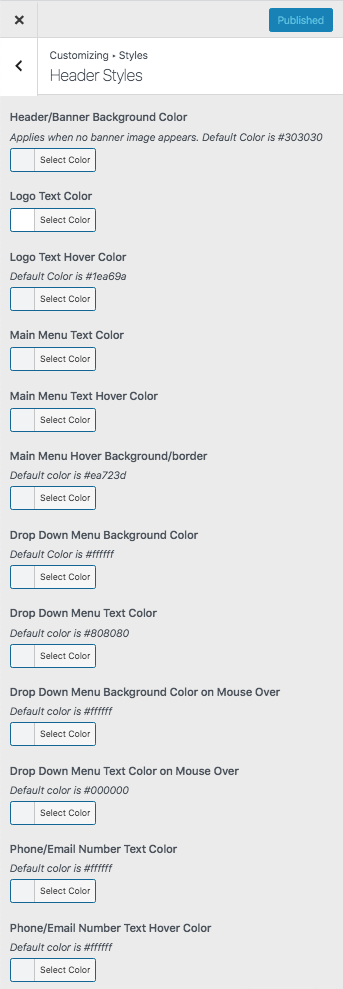 Published
Customizing ▸ Styles
Header Styles
Header/Banner Background Color
Applies when no banner image appears. Default Color is #303030
Select Color
Logo Text Color
Select Color
Logo Text Hover Color
Default Color is #1ea69a
Select Color
Main Menu Text Color
Select Color
Main Menu Text Hover Color
Select Color
Main Menu Hover Background/border
Default color is #ea723d
Select Color
Drop Down Menu Background Color
Default Color is #ffffff
Select Color
Drop Down Menu Text Color
Default color is #808080
Select Color
Drop Down Menu Background Color on Mouse Over
Default color is #ffffff
Select Color
Drop Down Menu Text Color on Mouse Over
Default color is #000000
Select Color
Phone/Email Number Text Color
Default color is #ffffff
Select Color
Phone/Email Number Text Hover Color
Default color is #ffffff
Select Color